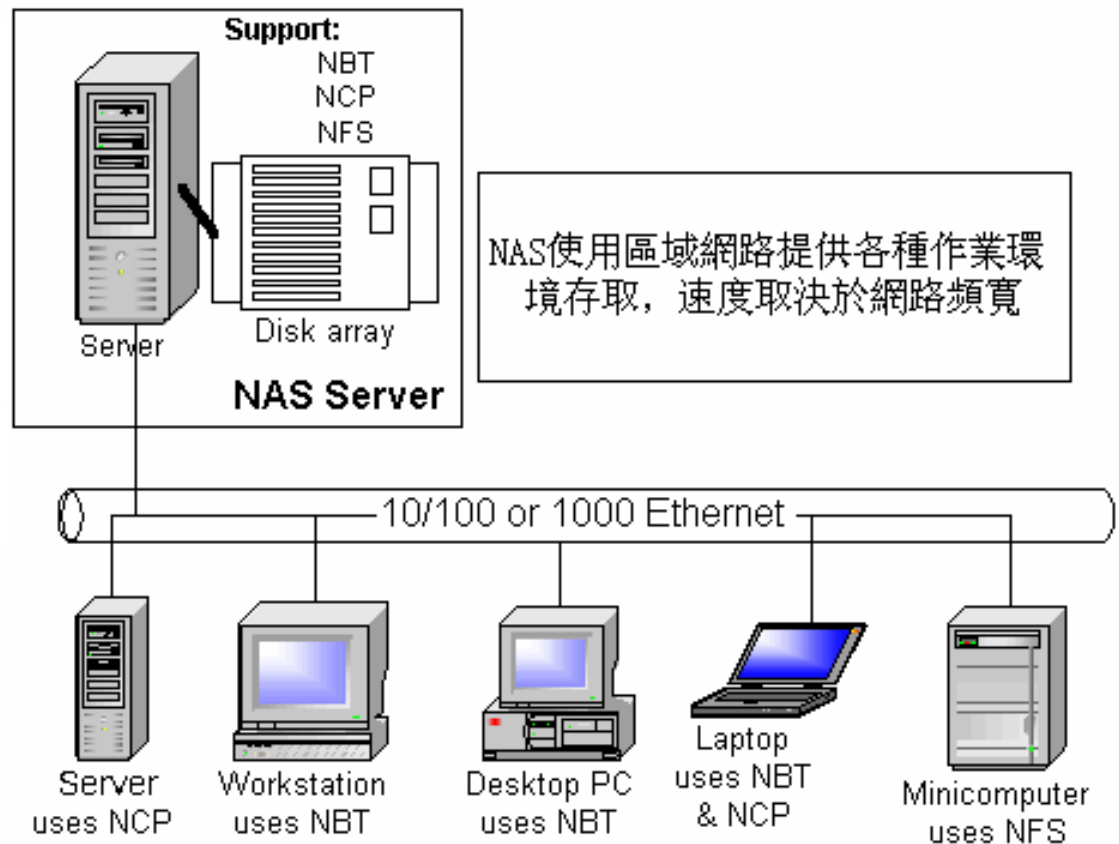 Support:
NBT
NCP
NFS
Server
Disk array
NAS Server
NAS使用區域網路提供各種作業環
境存取，速度取決於網路頻寬
10/100 or 1000 Ethernet
Server
uses NCP
Workstation
uses NBT
Desktop PC
uses NBT
Laptop
uses NBT
& NCP
Minicomputer
uses NFS